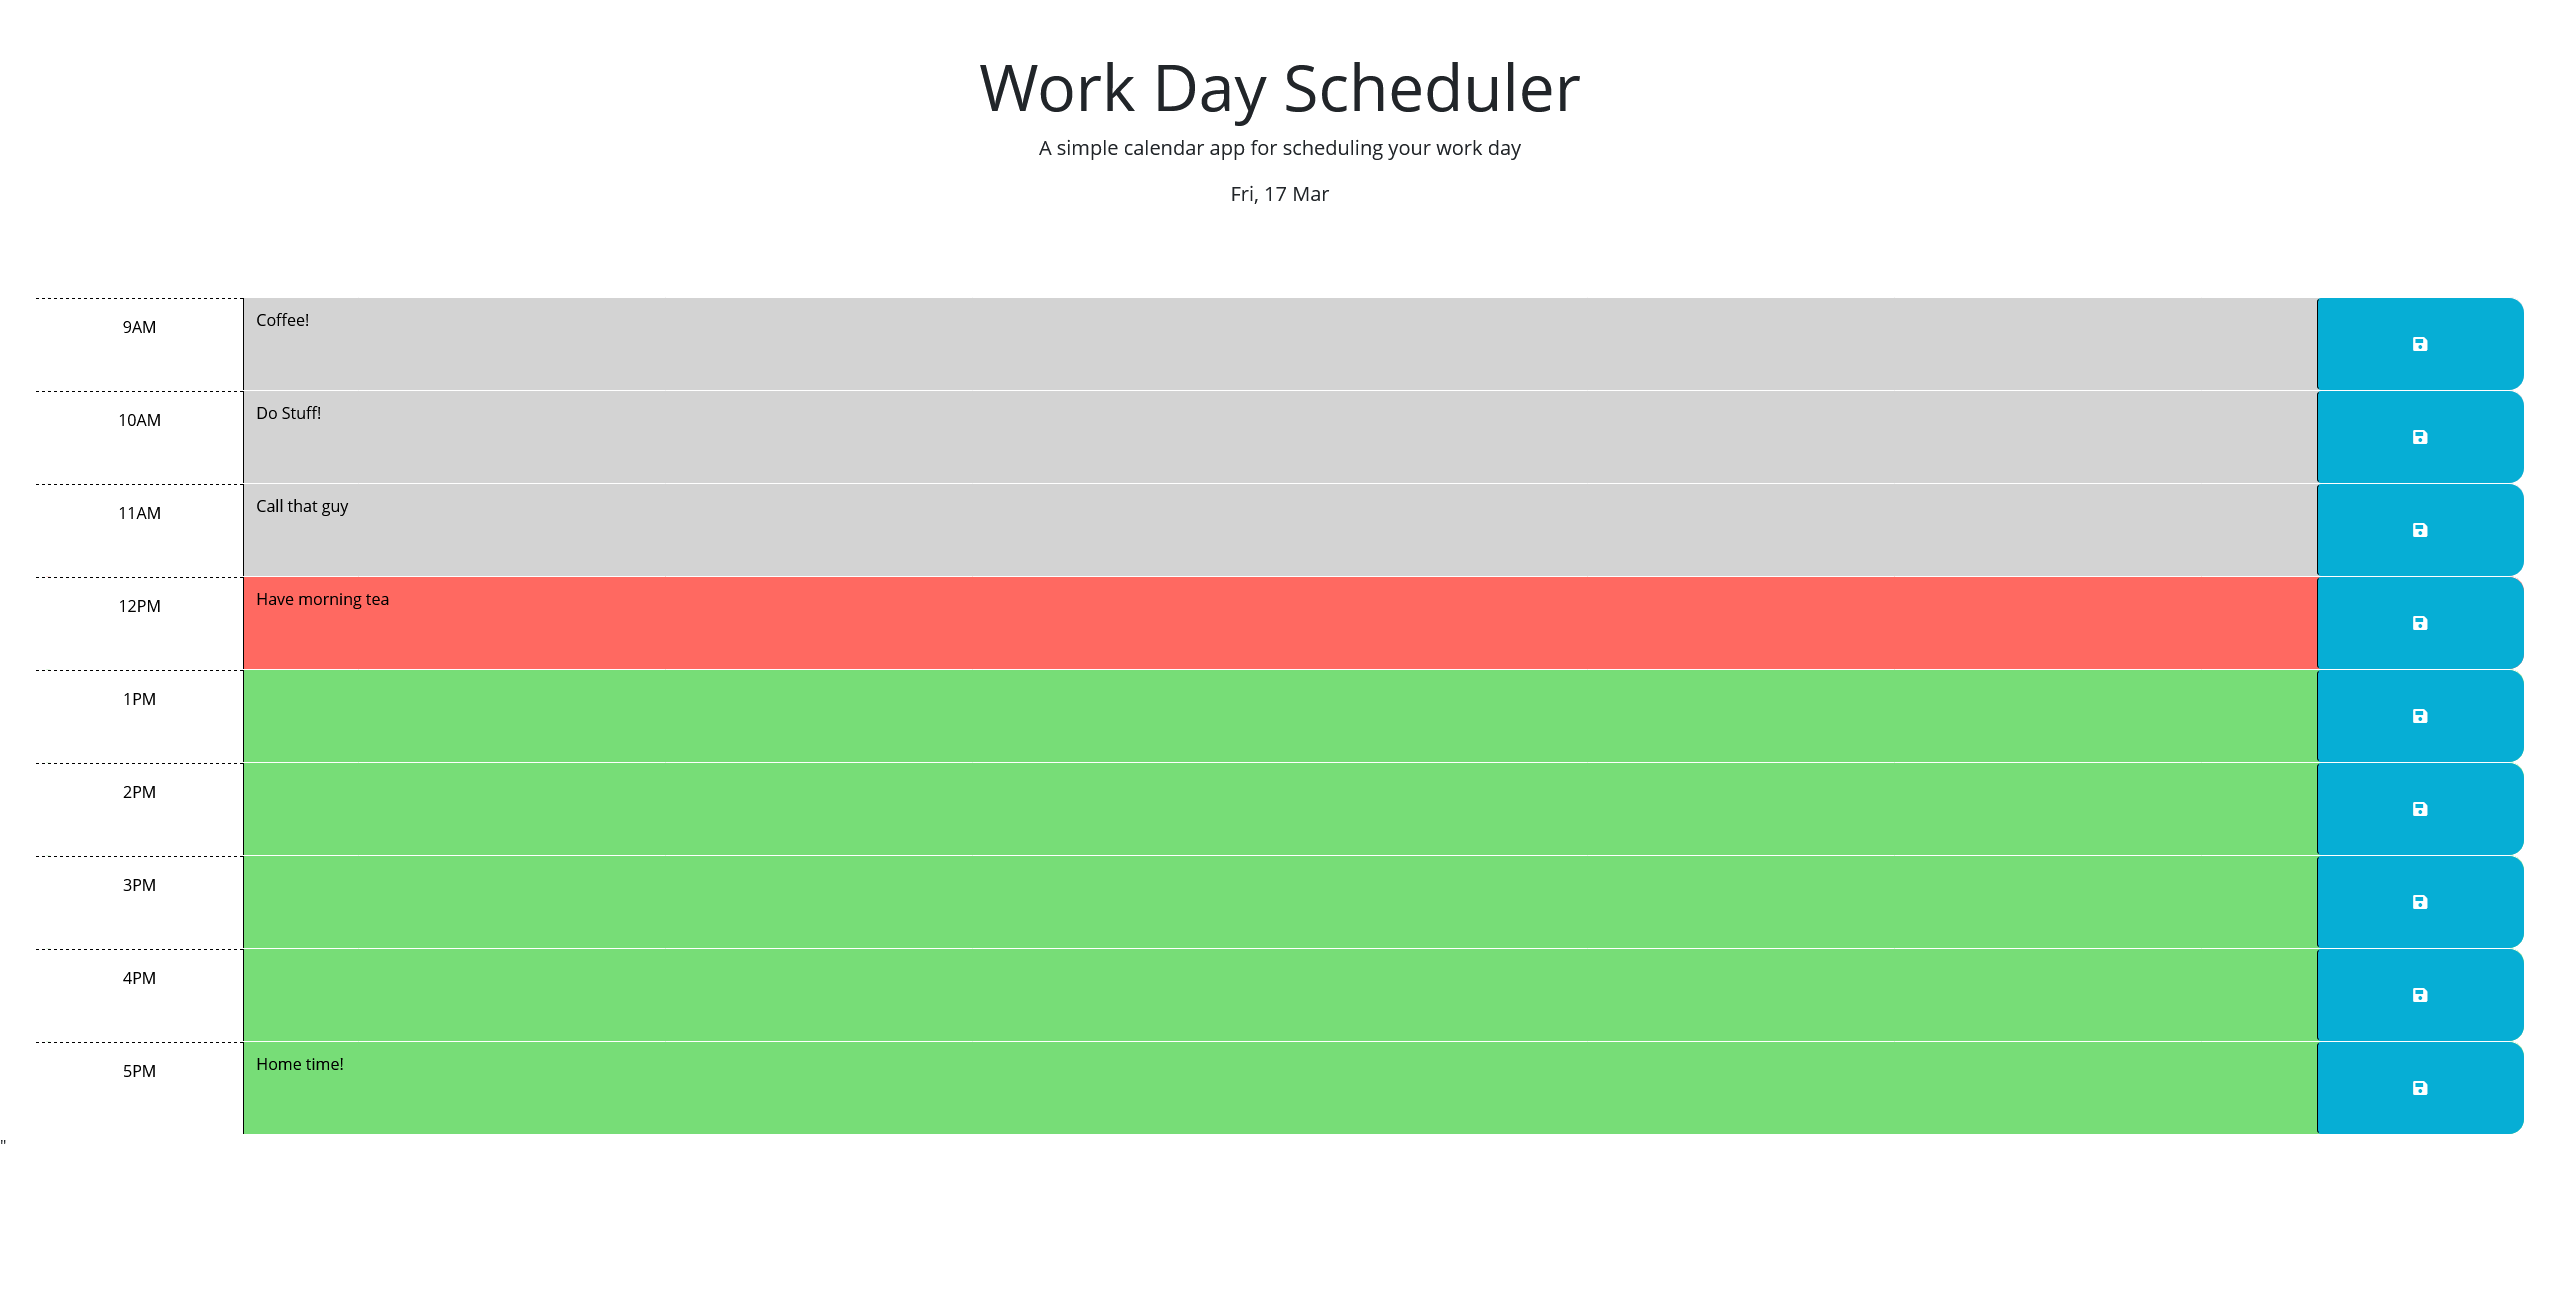 Work Day Scheduler
A simple calendar app for scheduling your work day
Fri, 17 Mar
9AM Coffee!
10AM Do Stuff!
11AM Call that guy
12PM Have morning tea
1PM
2PM
3PM
4PM
5PM Home time!
"